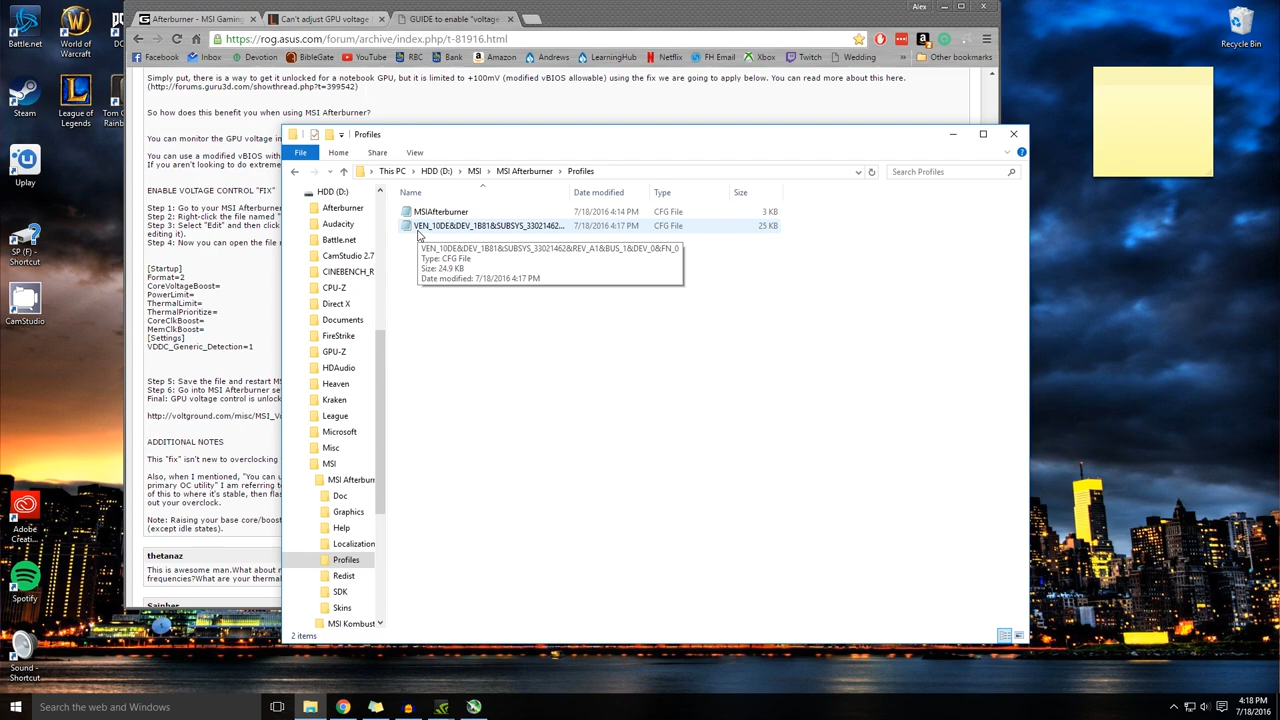 Battle.net
World of
Warcraft
DC
Steam
League of
Legends
Tom C
Rainb
Uplay
SP (F) -
Shortcut
CamStudio
Adobe
Creati...
Spotify
Sound -
Shortcut
Recycle Bin
Alex
Afterburner - MSI Gaming
Can't adjust GPU voltage
GUIDE to enable "voltage
https://rog.asus.com/forum/archive/index.php/t-81916.html
Facebook Inbox Devotion BibleGate YouTube RBC Bank Amazon Andrews LearningHub Netflix FH Email Xbox Twitch Wedding » Other bookmarks
Simply put, there is a way to get it unlocked for a notebook GPU, but it is limited to +100mV (modified vBIOS allowable) using the fix we are going to apply below. You can read more about this here.
(http://forums.guru3d.com/showthread.php?t=399542)
So how does this benefit you when using MSI Afterburner?
You can monitor the GPU voltage in
You can use a modified vBIOS with
If you aren't looking to do extreme
ENABLE VOLTAGE CONTROL "FIX"
Step 1: Go to your MSI Afterburner
Step 2: Right-click the file named "
Step 3: Select "Edit" and then click
editing it).
Step 4: Now you can open the file
[Startup]
Format=2
CoreVoltageBoost=
PowerLimit=
ThermalLimit=
ThermalPrioritize=
CoreClkBoost=
MemClkBoost=
[Settings]
VDDC_Generic_Detection=1
Step 5: Save the file and restart MS
Step 6: Go into MSI Afterburner se
Final: GPU voltage control is unlock
http://voltground.com/misc/MSI_Vo
ADDITIONAL NOTES
This "fix" isn't new to overclocking
Also, when I mentioned, "You can u
primary OC utility" I am referring to
of this to where it's stable, then flas
out your overclock.
Note: Raising your base core/boost
(except idle states).
thetanaz
This is awesome man.What about m
frequencies?What are your thermal
Sainher
Profiles
File Home Share View
This PC HDD (D:) MSI MSI Afterburner Profiles
Search Profiles
Name Date modified Type Size
MSIAfterburner 7/18/2016 4:14 PM CFG File 3 KB
VEN_10DE&DEV_1B81&SUBSYS_33021462... 7/18/2016 4:17 PM CFG File 25 KB
VEN_10DE&DEV_1B81&SUBSYS_33021462&REV_A1&BUS_1&DEV_0&FN_0
Type: CFG File
Size: 24.9 KB
Date modified: 7/18/2016 4:17 PM
HDD (D:)
Afterburner
Audacity
Battle.net
CamStudio 2.7
CINEBENCH_R
CPU-Z
Direct X
Documents
FireStrike
GPU-Z
HDAudio
Heaven
Kraken
League
Microsoft
Misc
MSI
MSI Afterburn
Doc
Graphics
Help
Localization
Profiles
Redist
SDK
Skins
MSI Kombust
2 items
Search the web and Windows
4:18 PM
7/18/2016